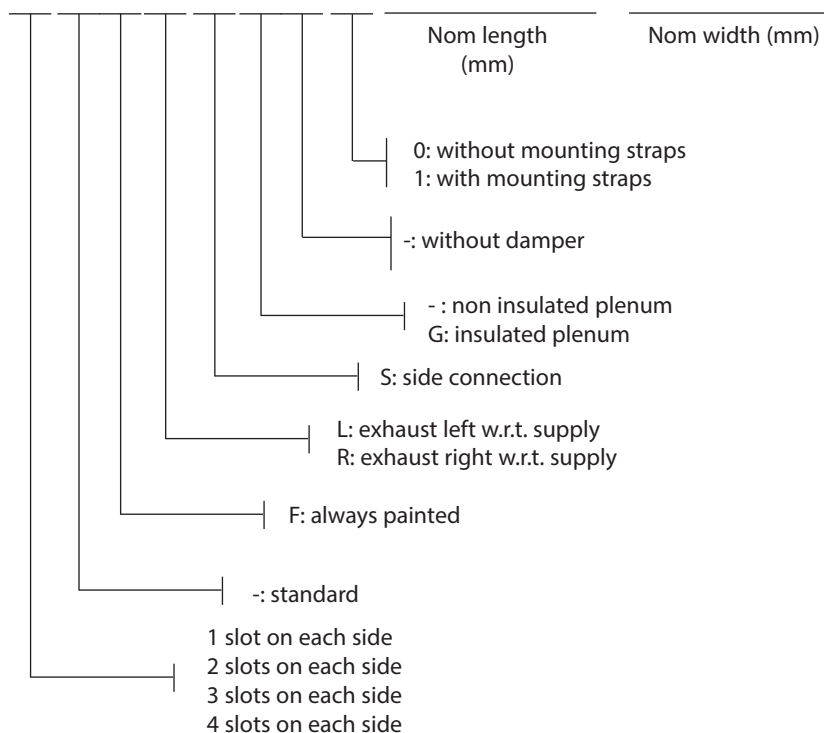 Nom length
(mm)
Nom width (mm)
0: without mounting straps
1: with mounting straps
-: without damper
- : non insulated plenum
G: insulated plenum
S: side connection
L: exhaust left w.r.t. supply
R: exhaust right w.r.t. supply
F: always painted
-: standard
1 slot on each side
2 slots on each side
3 slots on each side
4 slots on each side